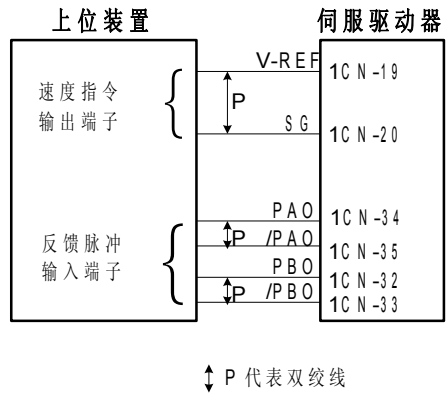 上位装置
伺服驱动器
V-REF
1CN-19
速度指令
输出端子
P
SG
1CN-20
PAO
1CN-34
P
/PAO
1CN-35
反馈脉冲
输入端子
PBO
1CN-32
P
/PBO
1CN-33
P 代表双绞线